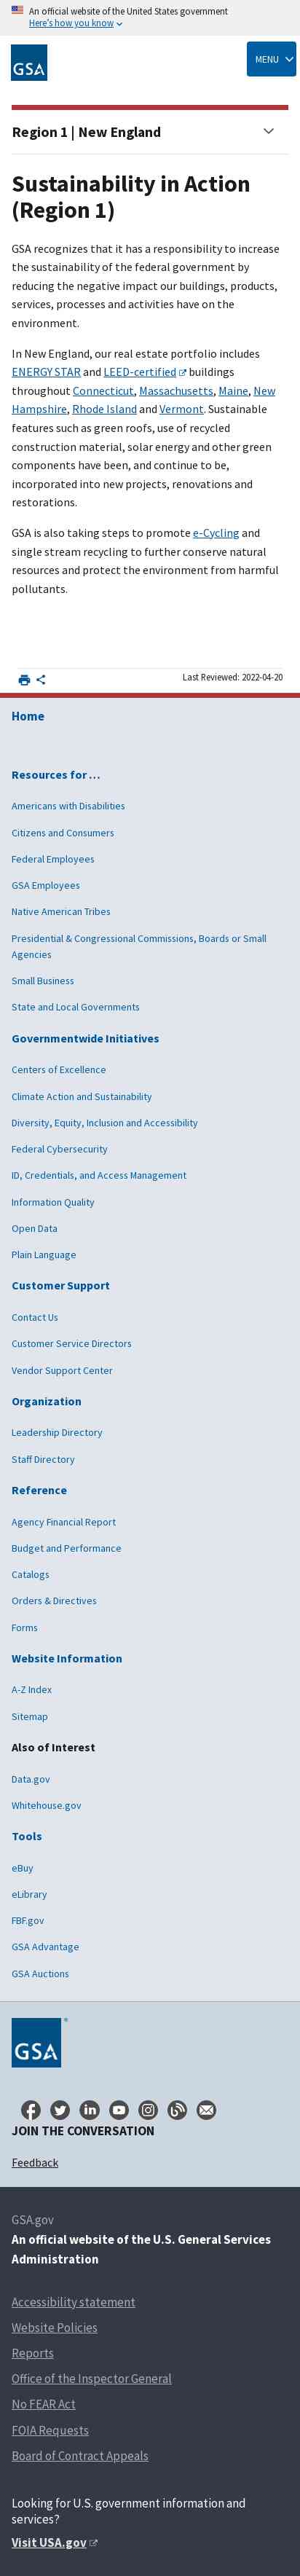 An official website of the United States government
Here's how you know
GSA
MENU
Region 1 | New England
Sustainability in Action
(Region 1)
GSA recognizes that it has a responsibility to increase
the sustainability of the federal government by
reducing the negative impact our buildings, products,
services, processes and activities have on the
environment.
In New England, our real estate portfolio includes
ENERGY STAR and LEED-certified buildings
throughout Connecticut, Massachusetts, Maine, New
Hampshire, Rhode Island and Vermont. Sustainable
features such as green roofs, use of recycled
construction material, solar energy and other green
components have been, and continue to be,
incorporated into new projects, renovations and
restorations.
GSA is also taking steps to promote e-Cycling and
single stream recycling to further conserve natural
resources and protect the environment from harmful
pollutants.
Last Reviewed: 2022-04-20
Home
Resources for …
Americans with Disabilities
Citizens and Consumers
Federal Employees
GSA Employees
Native American Tribes
Presidential & Congressional Commissions, Boards or Small
Agencies
Small Business
State and Local Governments
Governmentwide Initiatives
Centers of Excellence
Climate Action and Sustainability
Diversity, Equity, Inclusion and Accessibility
Federal Cybersecurity
ID, Credentials, and Access Management
Information Quality
Open Data
Plain Language
Customer Support
Contact Us
Customer Service Directors
Vendor Support Center
Organization
Leadership Directory
Staff Directory
Reference
Agency Financial Report
Budget and Performance
Catalogs
Orders & Directives
Forms
Website Information
A-Z Index
Sitemap
Also of Interest
Data.gov
Whitehouse.gov
Tools
eBuy
eLibrary
FBF.gov
GSA Advantage
GSA Auctions
GSA
JOIN THE CONVERSATION
Feedback
GSA.gov
An official website of the U.S. General Services
Administration
Accessibility statement
Website Policies
Reports
Office of the Inspector General
No FEAR Act
FOIA Requests
Board of Contract Appeals
Looking for U.S. government information and
services?
Visit USA.gov